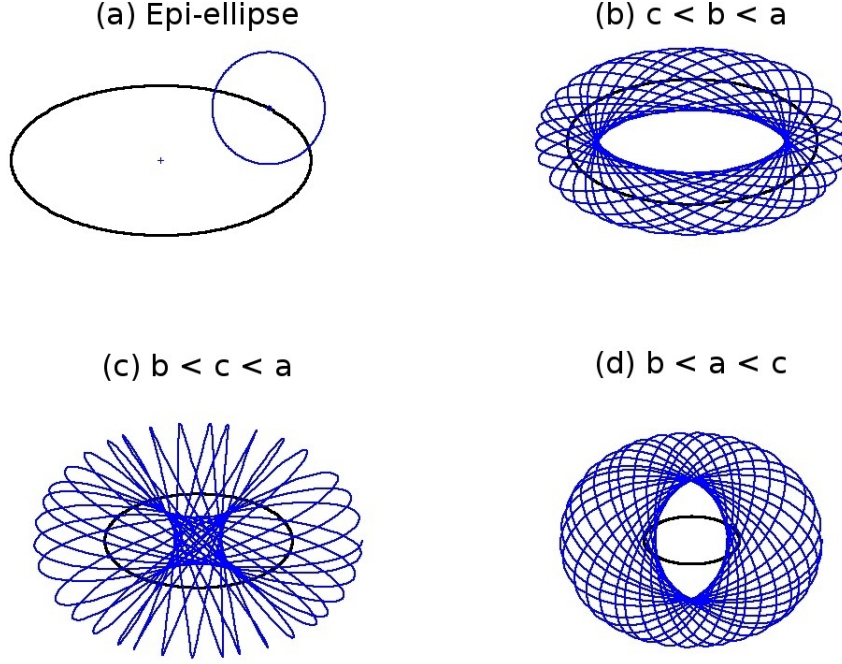 (a) Epi-ellipse
(b) c < b < a
(c) b < c < a
(d) b < a < c